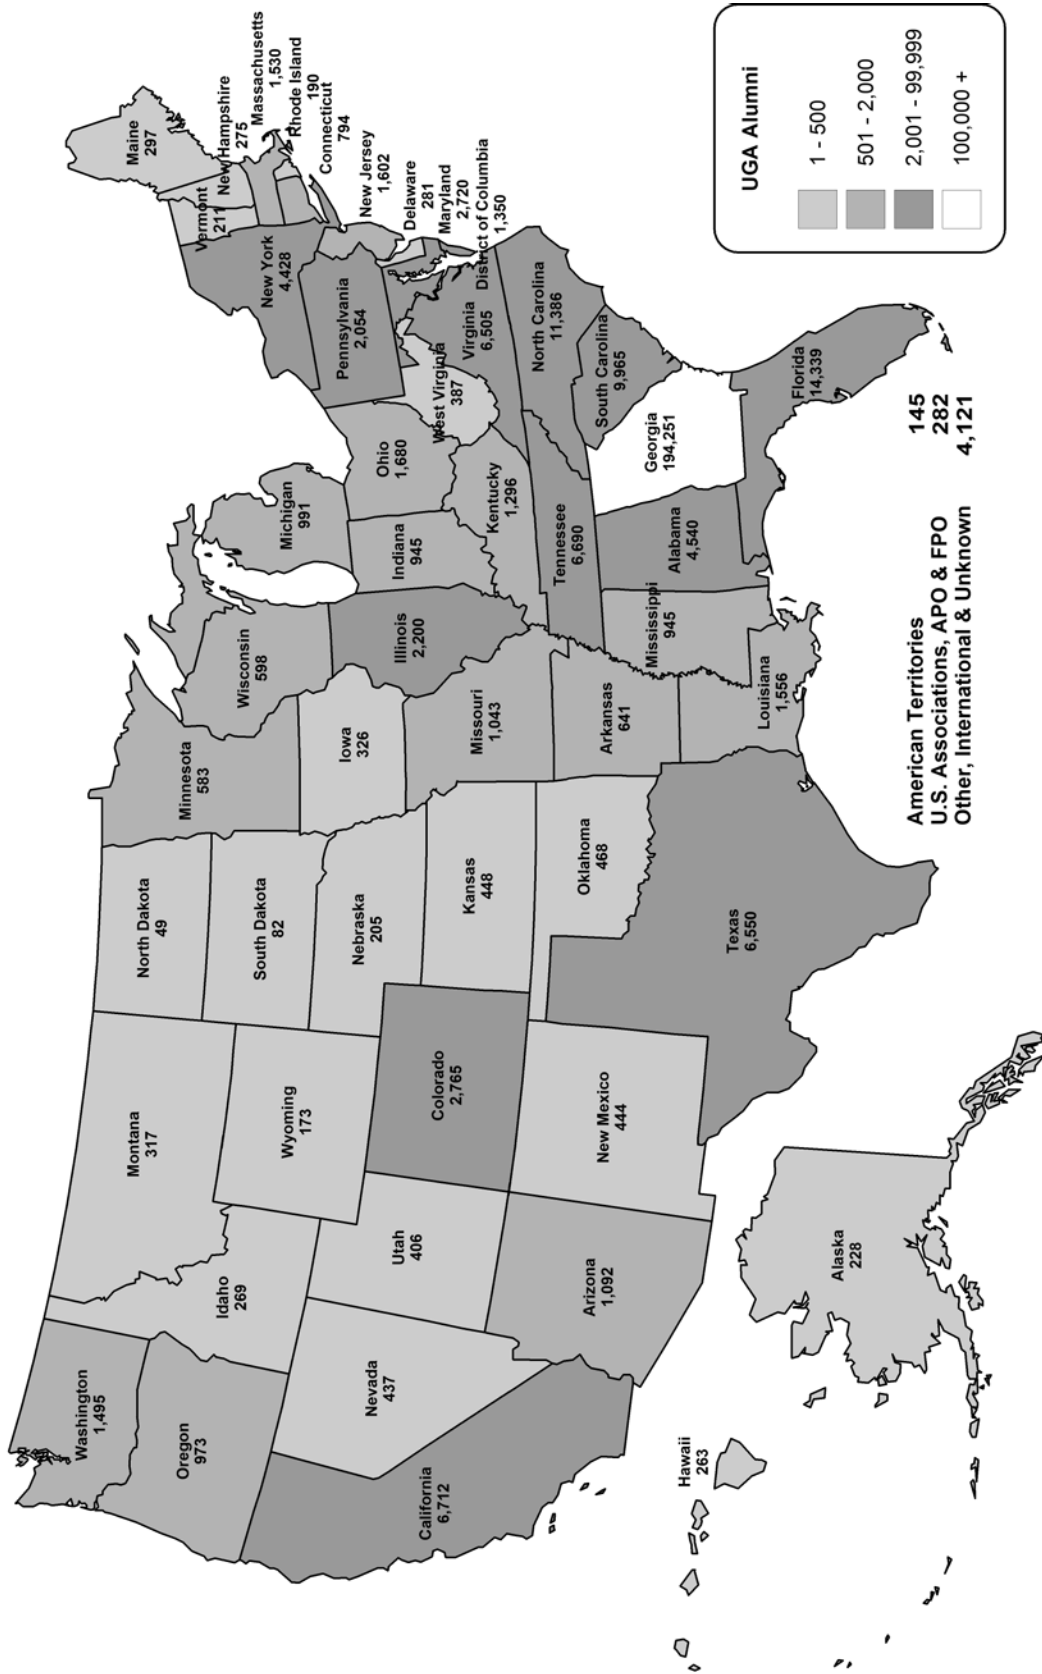 Washington
1,495
Oregon
973
California
6,712
Nevada
437
Idaho
269
Montana
317
Wyoming
173
Utah
406
Arizona
1,092
Colorado
2,765
New Mexico
444
North Dakota
49
South Dakota
82
Nebraska
205
Kansas
448
Oklahoma
468
Texas
6,550
Minnesota
583
Iowa
326
Missouri
1,043
Arkansas
641
Louisiana
1,556
Wisconsin
598
Illinois
2,200
Michigan
991
Indiana
945
Ohio
1,680
Kentucky
1,296
Tennessee
6,690
Mississippi
945
Alabama
4,540
Georgia
194,251
Florida
14,339
South Carolina
9,965
North Carolina
11,386
Virginia
6,505
West Virginia
387
Pennsylvania
2,054
New York
4,428
Vermont
211
Maine
297
New Hampshire
275
Massachusetts
1,530
Rhode Island
190
Connecticut
794
New Jersey
1,602
Delaware
281
Maryland
2,720
District of Columbia
1,350
Hawaii
263
Alaska
228
American Territories 145
U.S. Associations, APO & FPO 282
Other, International & Unknown 4,121
UGA Alumni
1 - 500
501 - 2,000
2,001 - 99,999
100,000 +